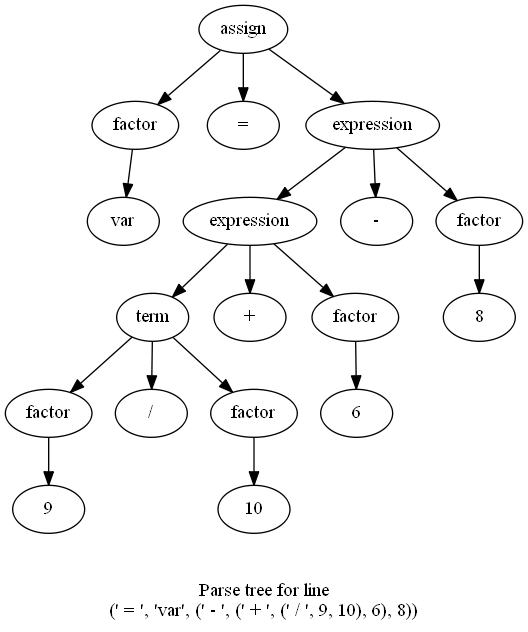 assign
factor
=
expression
var
expression
-
factor
term
+
factor
8
factor
/
factor
6
9
10
Parse tree for line
(' = ', 'var', (' - ', (' + ', (' / ', 9, 10), 6), 8))